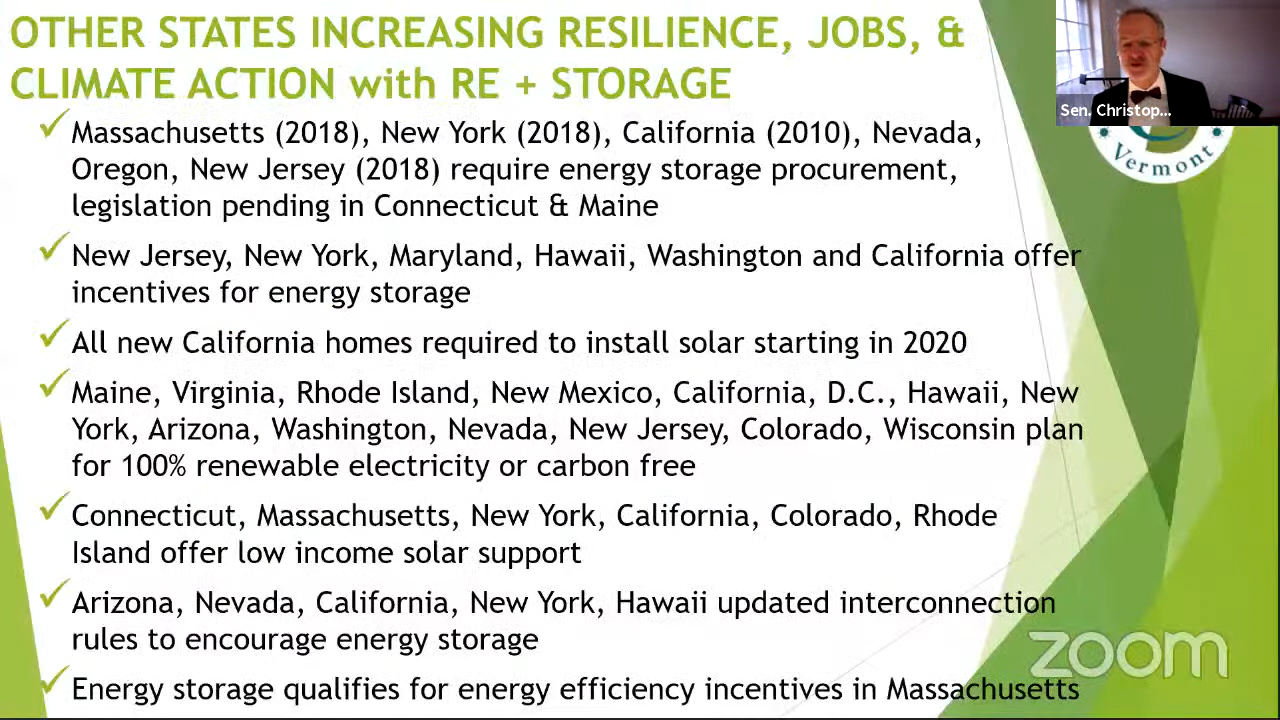 OTHER STATES INCREASING RESILIENCE, JOBS, &
CLIMATE ACTION with RE + STORAGE
Sen. Christop...
Vermont
✓Massachusetts (2018), New York (2018), California (2010), Nevada,
Oregon, New Jersey (2018) require energy storage procurement,
legislation pending in Connecticut & Maine
✓New Jersey, New York, Maryland, Hawaii, Washington and California offer
incentives for energy storage
✓All new California homes required to install solar starting in 2020
✓Maine, Virginia, Rhode Island, New Mexico, California, D.C., Hawaii, New
York, Arizona, Washington, Nevada, New Jersey, Colorado, Wisconsin plan
for 100% renewable electricity or carbon free
✓Connecticut, Massachusetts, New York, California, Colorado, Rhode
Island offer low income solar support
✓Arizona, Nevada, California, New York, Hawaii updated interconnection
rules to encourage energy storage
✓Energy storage qualifies for energy efficiency incentives in Massachusetts
zoom